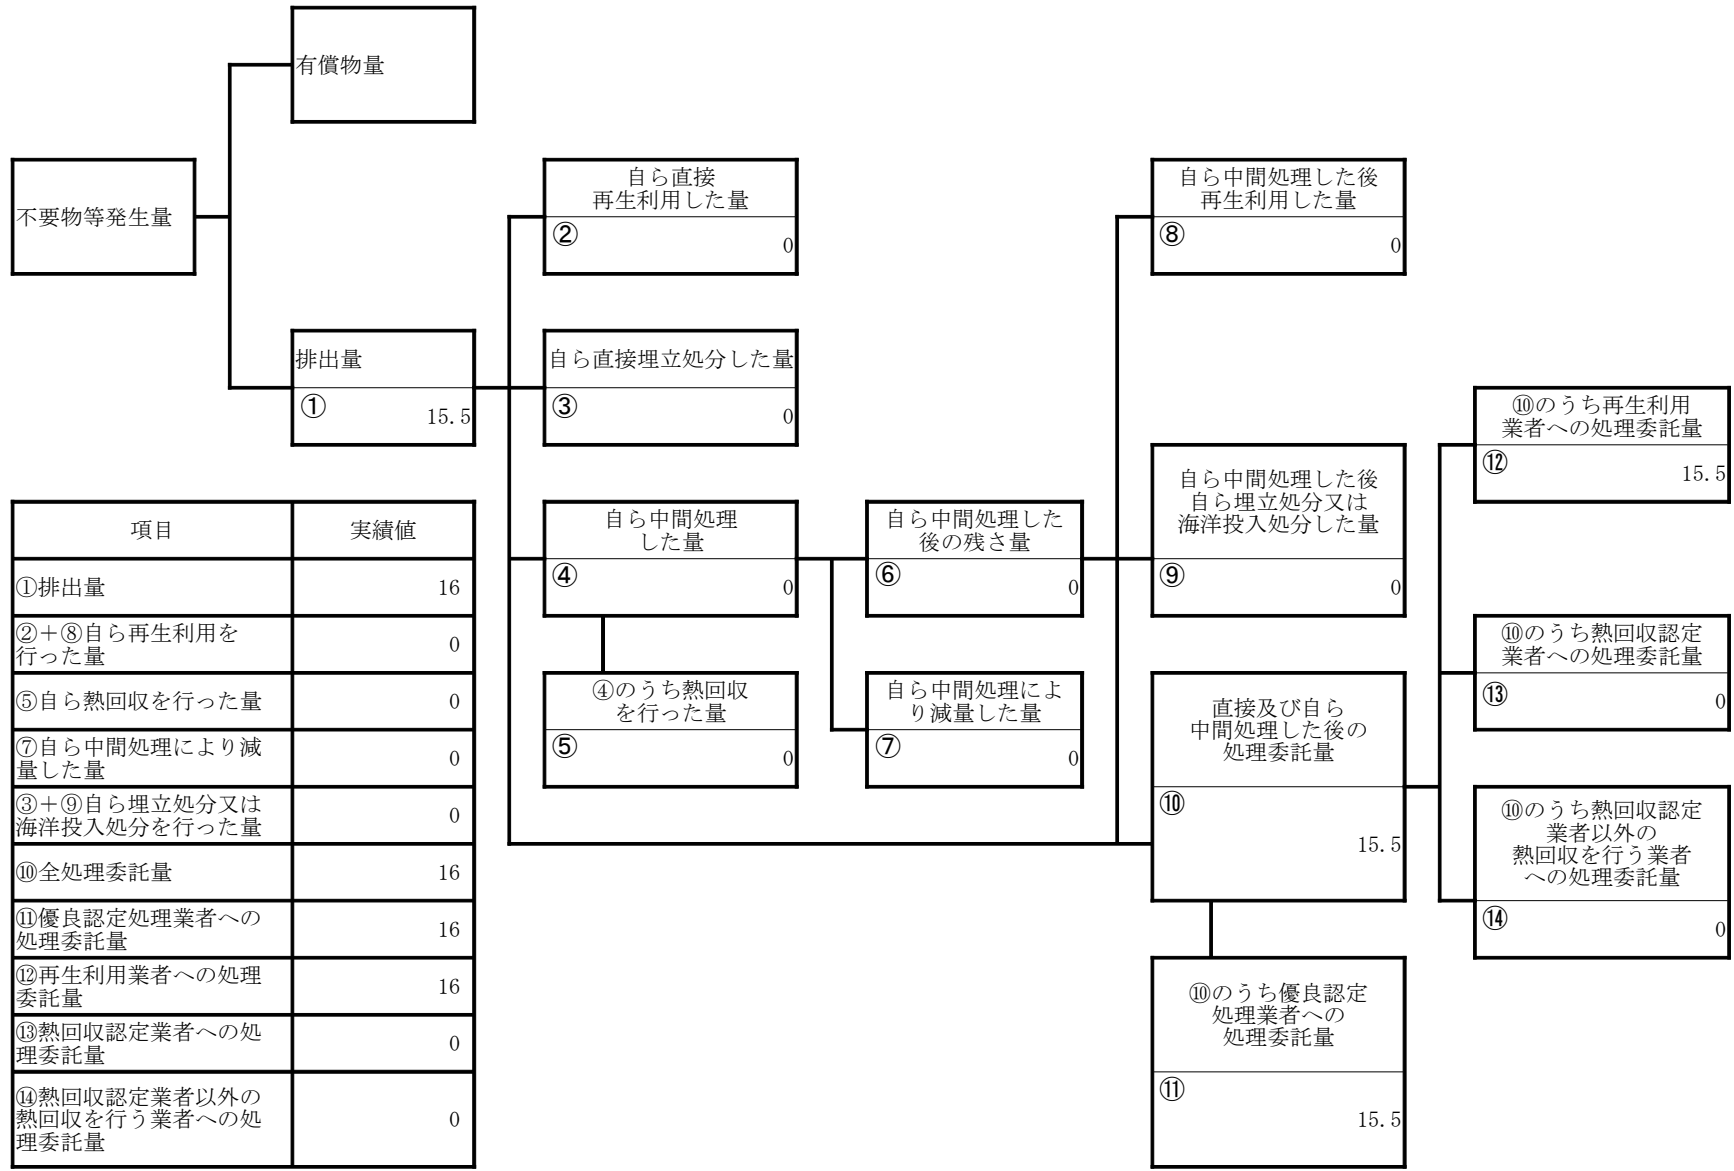 有償物量
不要物等発生量
排出量
①
15.5
自ら直接
再生利用した量
②
0
自ら直接埋立処分した量
③
0
自ら中間処理
した量
④
0
④のうち熱回収
を行った量
⑤
0
自ら中間処理した
後の残さ量
⑥
0
自ら中間処理によ
り減量した量
⑦
0
自ら中間処理した後
再生利用した量
⑧
0
自ら中間処理した後
自ら埋立処分又は
海洋投入処分した量
⑨
0
直接及び自ら
中間処理した後の
処理委託量
⑩
15.5
⑩のうち優良認定
処理業者への
処理委託量
⑪
15.5
⑩のうち再生利用
業者への処理委託量
⑫
15.5
⑩のうち熱回収認定
業者への処理委託量
⑬
0
⑩のうち熱回収認定
業者以外の
熱回収を行う業者
への処理委託量
⑭
0
項目 実績値
①排出量 16
②+⑧自ら再生利用を
行った量 0
⑤自ら熱回収を行った量 0
⑦自ら中間処理により減
量した量 0
③+⑨自ら埋立処分又は
海洋投入処分を行った量 0
⑩全処理委託量 16
⑪優良認定処理業者への
処理委託量 16
⑫再生利用業者への処理
委託量 16
⑬熱回収認定業者への処
理委託量 0
⑭熱回収認定業者以外の
熱回収を行う業者への処
理委託量 0